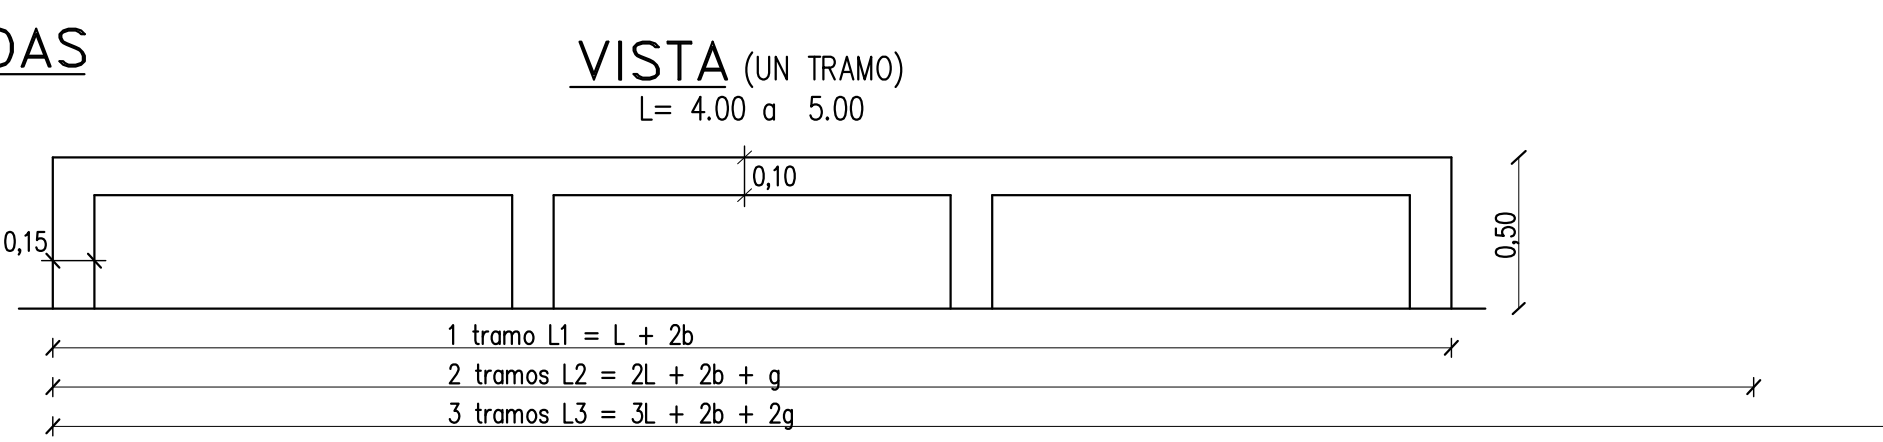 DAS
VISTA (UN TRAMO)
L= 4.00 a 5.00
0,10
0,15
0,50
1 tramo L1 = L + 2b
2 tramos L2 = 2L + 2b + g
3 tramos L3 = 3L + 2b + 2g